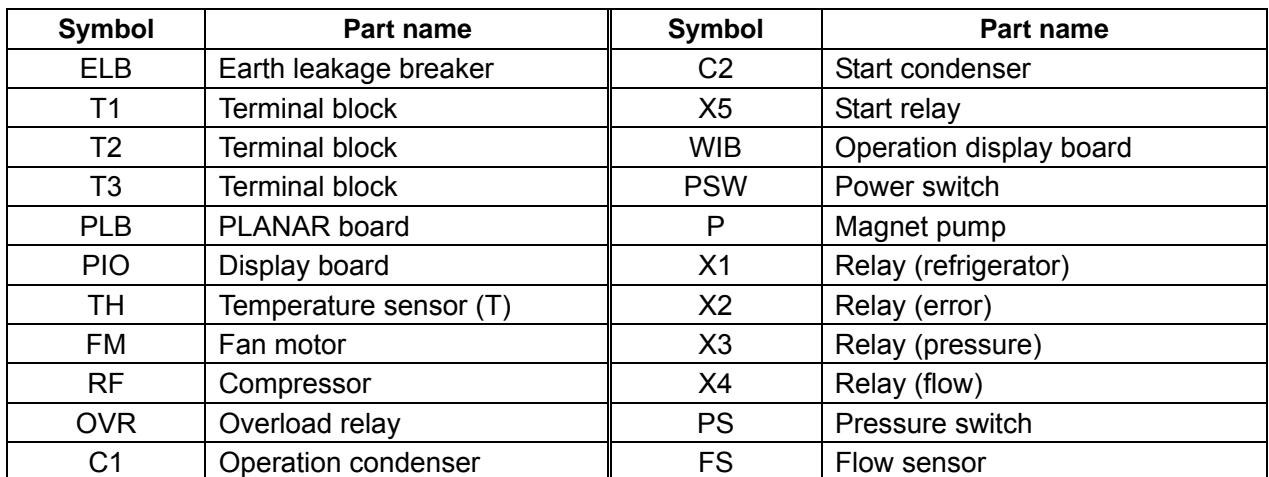 Symbol Part name Symbol Part name
ELB Earth leakage breaker C2 Start condenser
T1 Terminal block X5 Start relay
T2 Terminal block WIB Operation display board
T3 Terminal block PSW Power switch
PLB PLANAR board P Magnet pump
PIO Display board X1 Relay (refrigerator)
TH Temperature sensor (T) X2 Relay (error)
FM Fan motor X3 Relay (pressure)
RF Compressor X4 Relay (flow)
OVR Overload relay PS Pressure switch
C1 Operation condenser FS Flow sensor